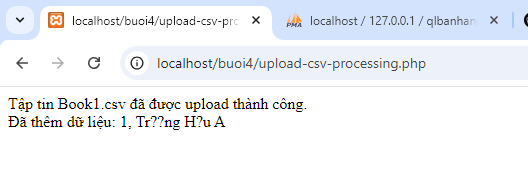 localhost/buoi4/upload-csv-pro
localhost / 127.0.0.1 / qlbanhan
PMA
localhost/buoi4/upload-csv-processing.php
Tập tin Book1.csv đã được upload thành công.
Đã thêm dữ liệu: 1, Tr??ng H?u A